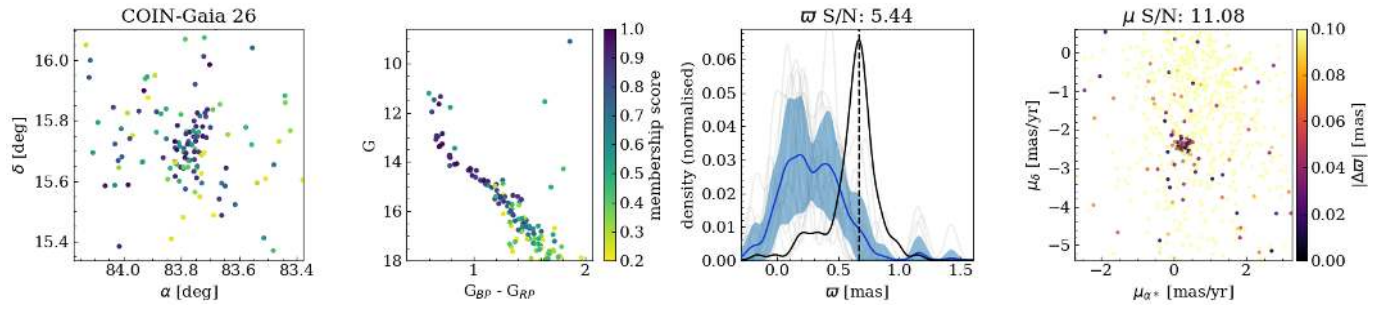 COIN-Gaia 26
16.0
15.8
15.6
15.4
δ [deg]
84.0 83.8 83.6 83.4
α [deg]
10
12
14
16
18
G
1 2
G_BP - G_RP
1.0
0.9
0.8
0.7
0.6
0.5
0.4
0.3
0.2
membership score
ϖ S/N: 5.44
0.06
0.05
0.04
0.03
0.02
0.01
0.00
density (normalised)
0.0 0.5 1.0 1.5
ϖ [mas]
μ S/N: 11.08
0
−1
−2
−3
−4
−5
μ_δ [mas/yr]
−2 0 2
μ_α* [mas/yr]
0.10
0.08
0.06
0.04
0.02
0.00
|Δϖ| [mas]